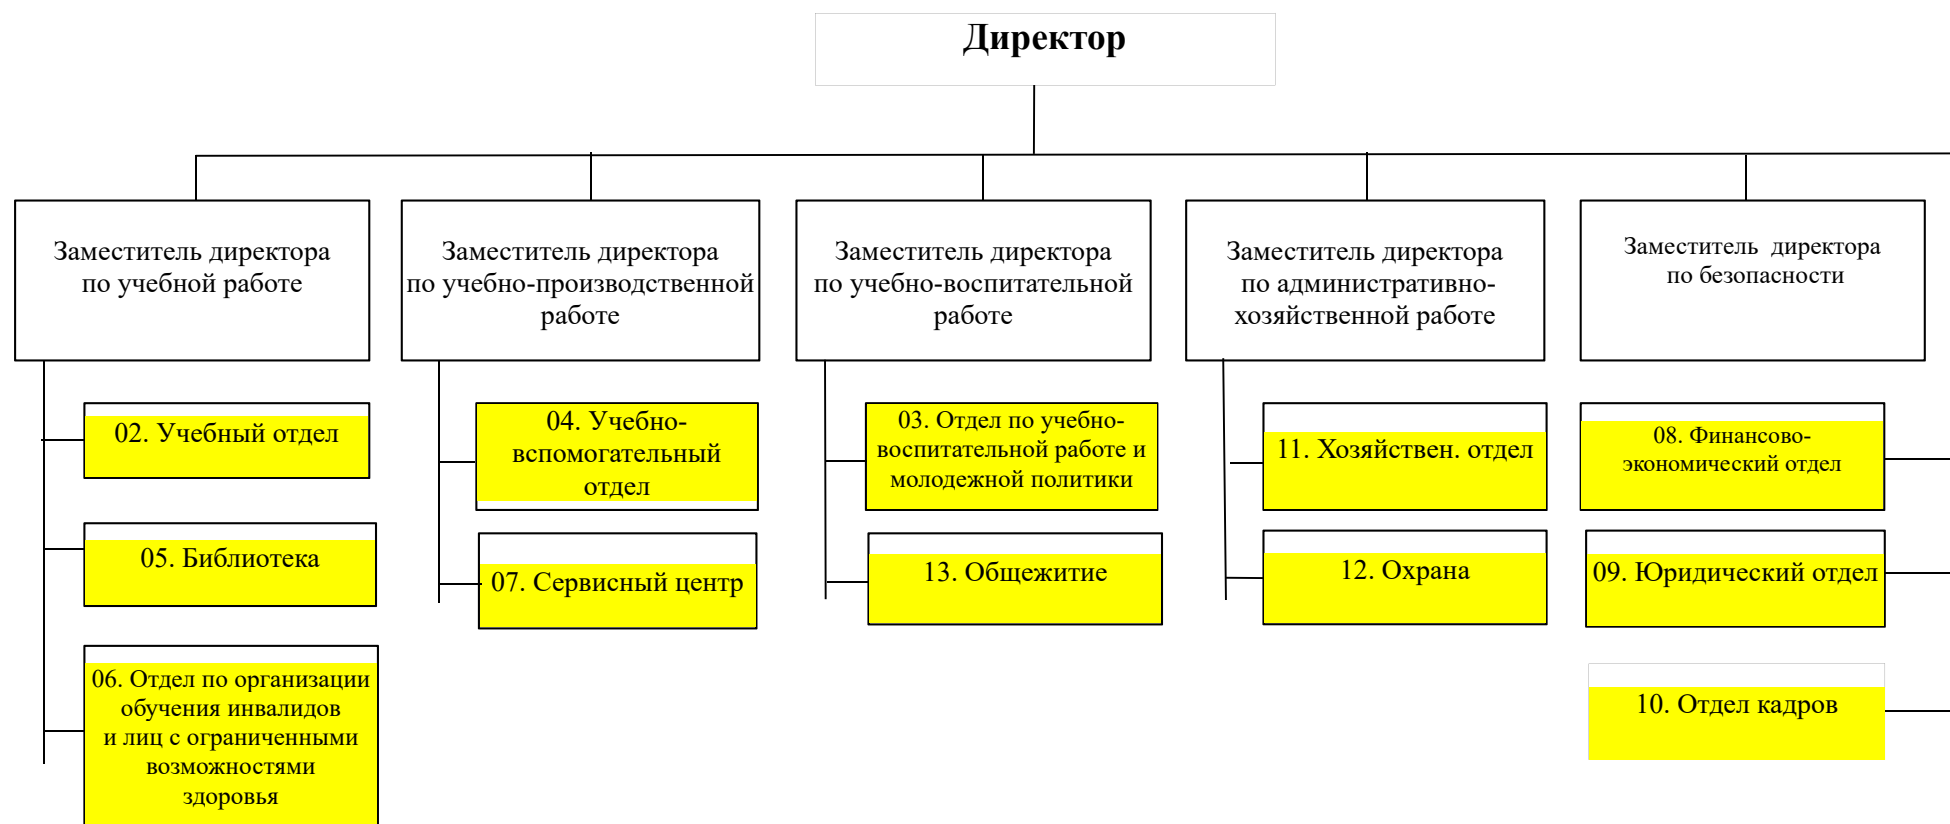 Директор
Заместитель директора
по учебной работе
Заместитель директора
по учебно-производственной
работе
Заместитель директора
по учебно-воспитательной
работе
Заместитель директора
по административно-
хозяйственной работе
Заместитель директора
по безопасности
02. Учебный отдел
05. Библиотека
06. Отдел по организации
обучения инвалидов
и лиц с ограниченными
возможностями
здоровья
04. Учебно-
вспомогательный
отдел
07. Сервисный центр
03. Отдел по учебно-
воспитательной работе и
молодежной политики
13. Общежитие
11. Хозяйствен. отдел
12. Охрана
08. Финансово-
экономический отдел
09. Юридический отдел
10. Отдел кадров